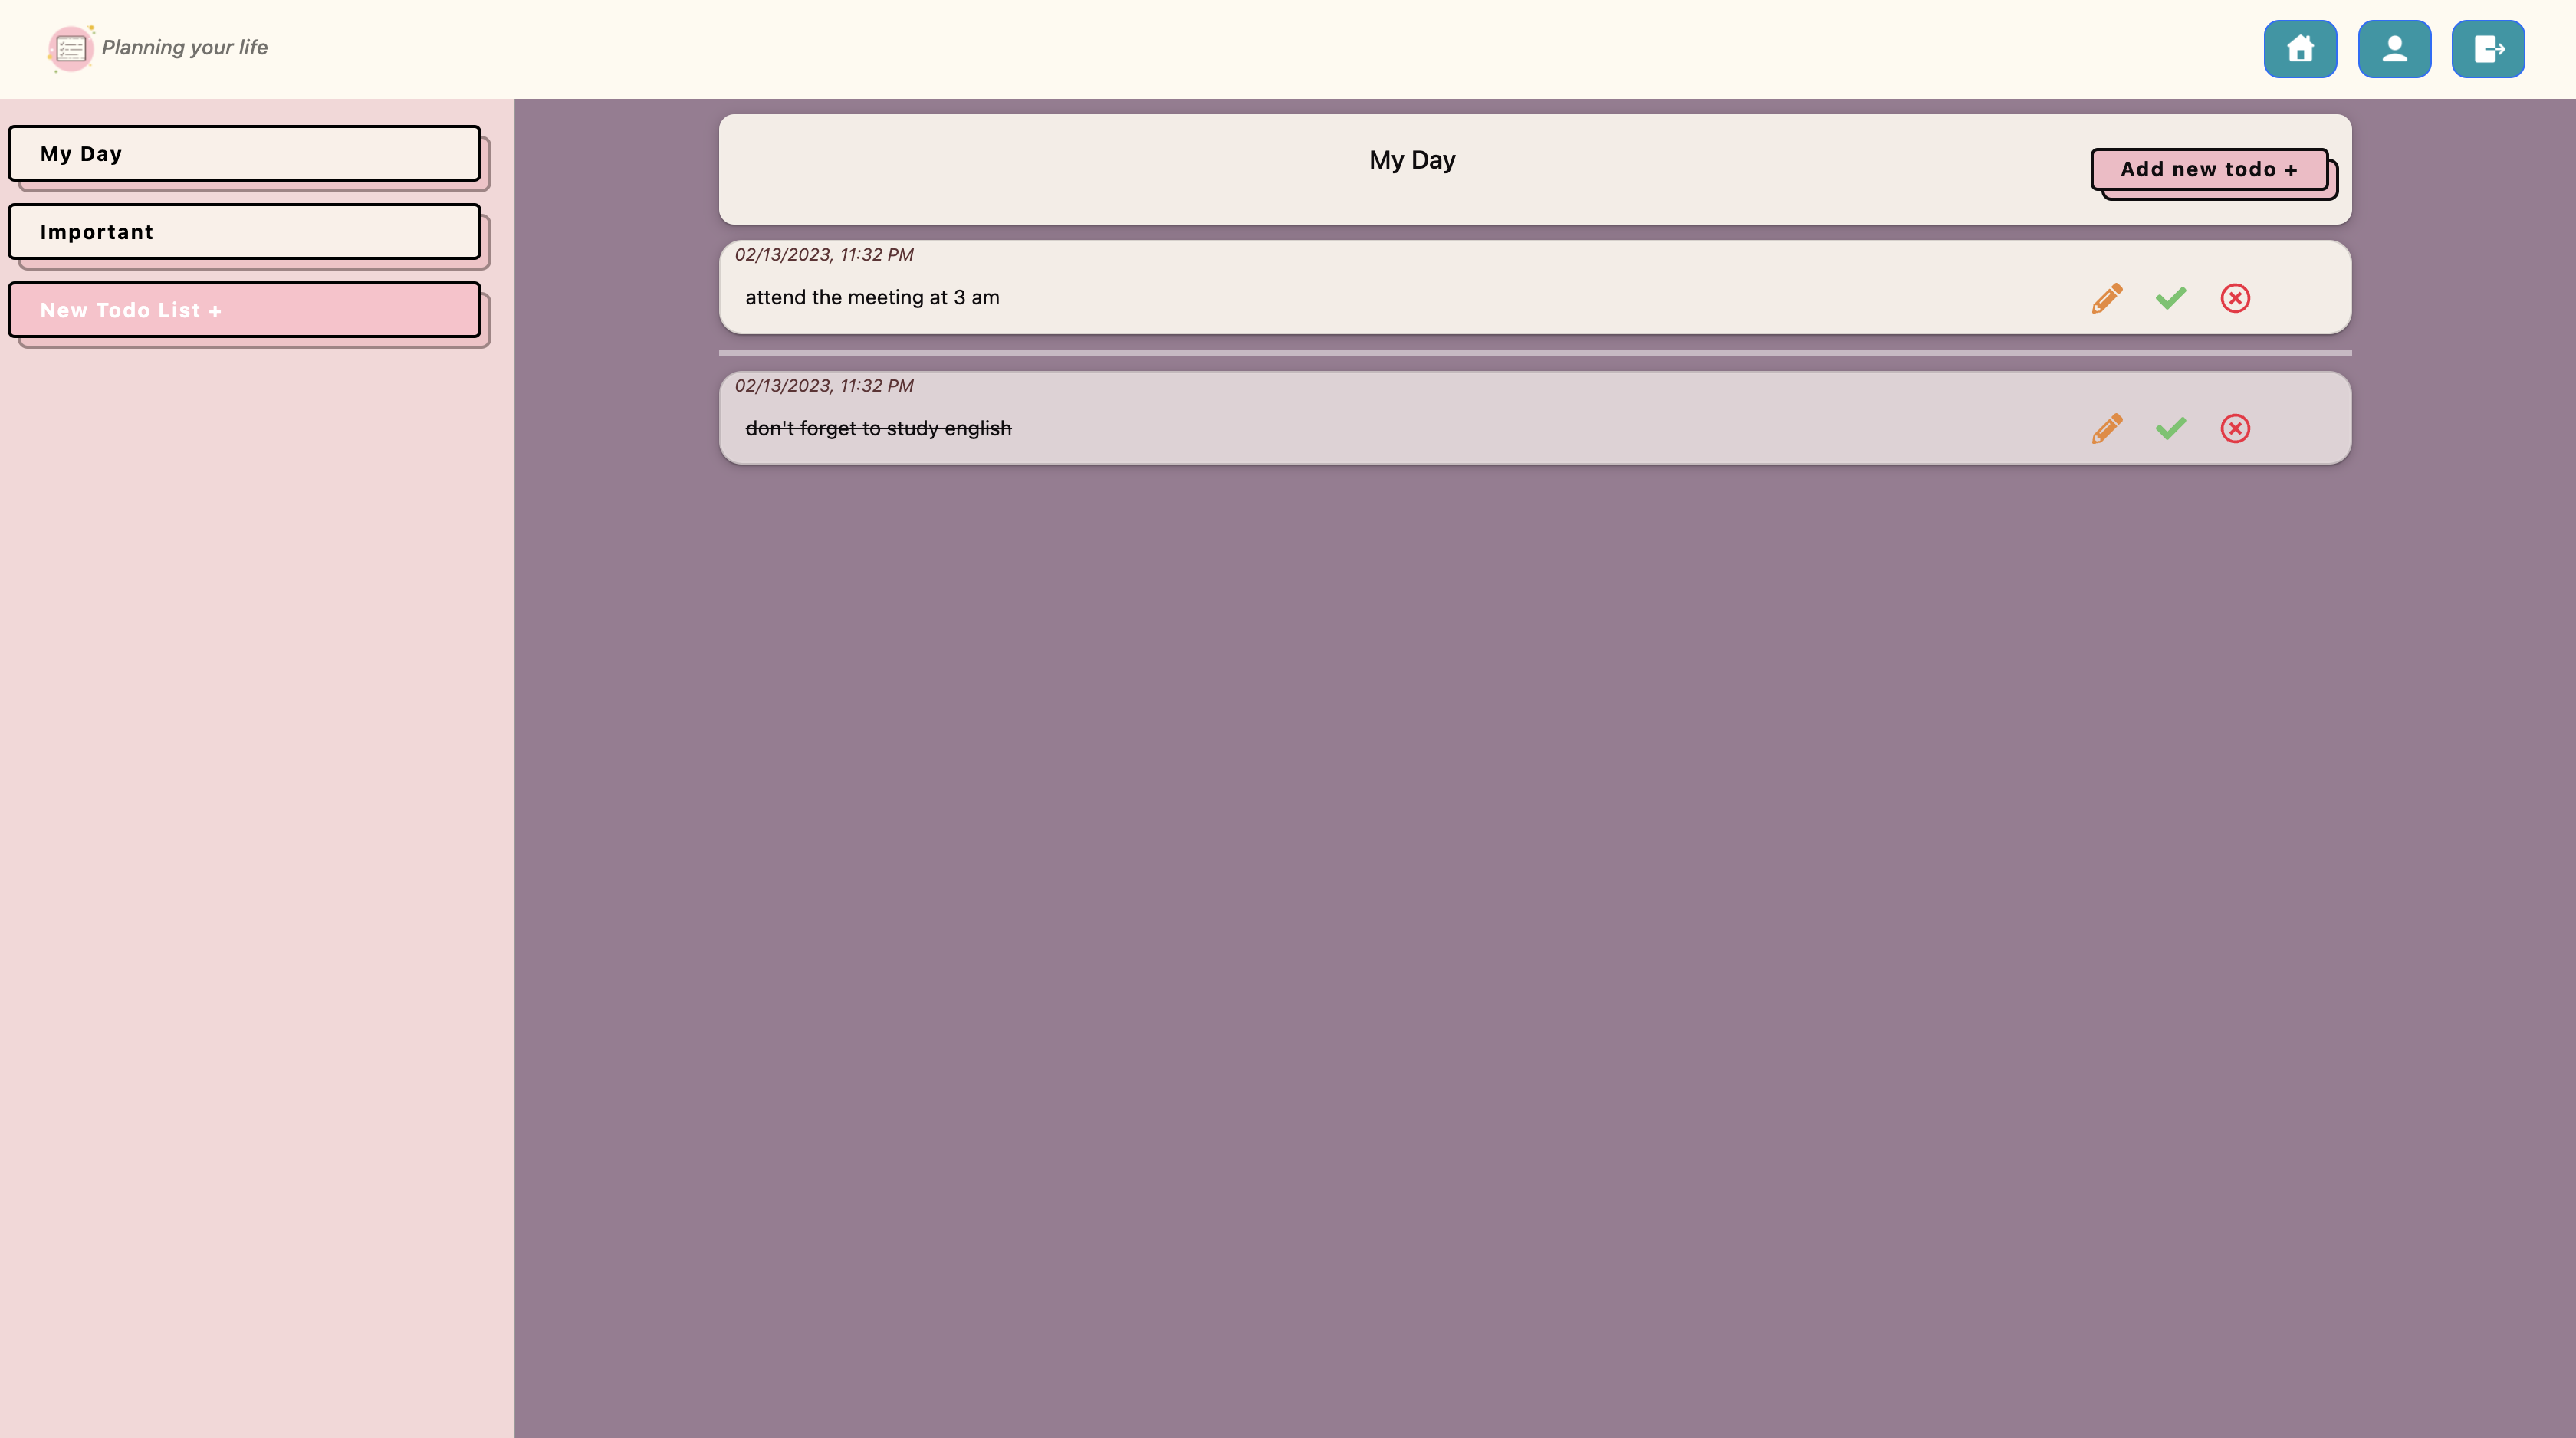 Planning your life
My Day
Important
New Todo List +
My Day
Add new todo +
02/13/2023, 11:32 PM
attend the meeting at 3 am
02/13/2023, 11:32 PM
don't forget to study english